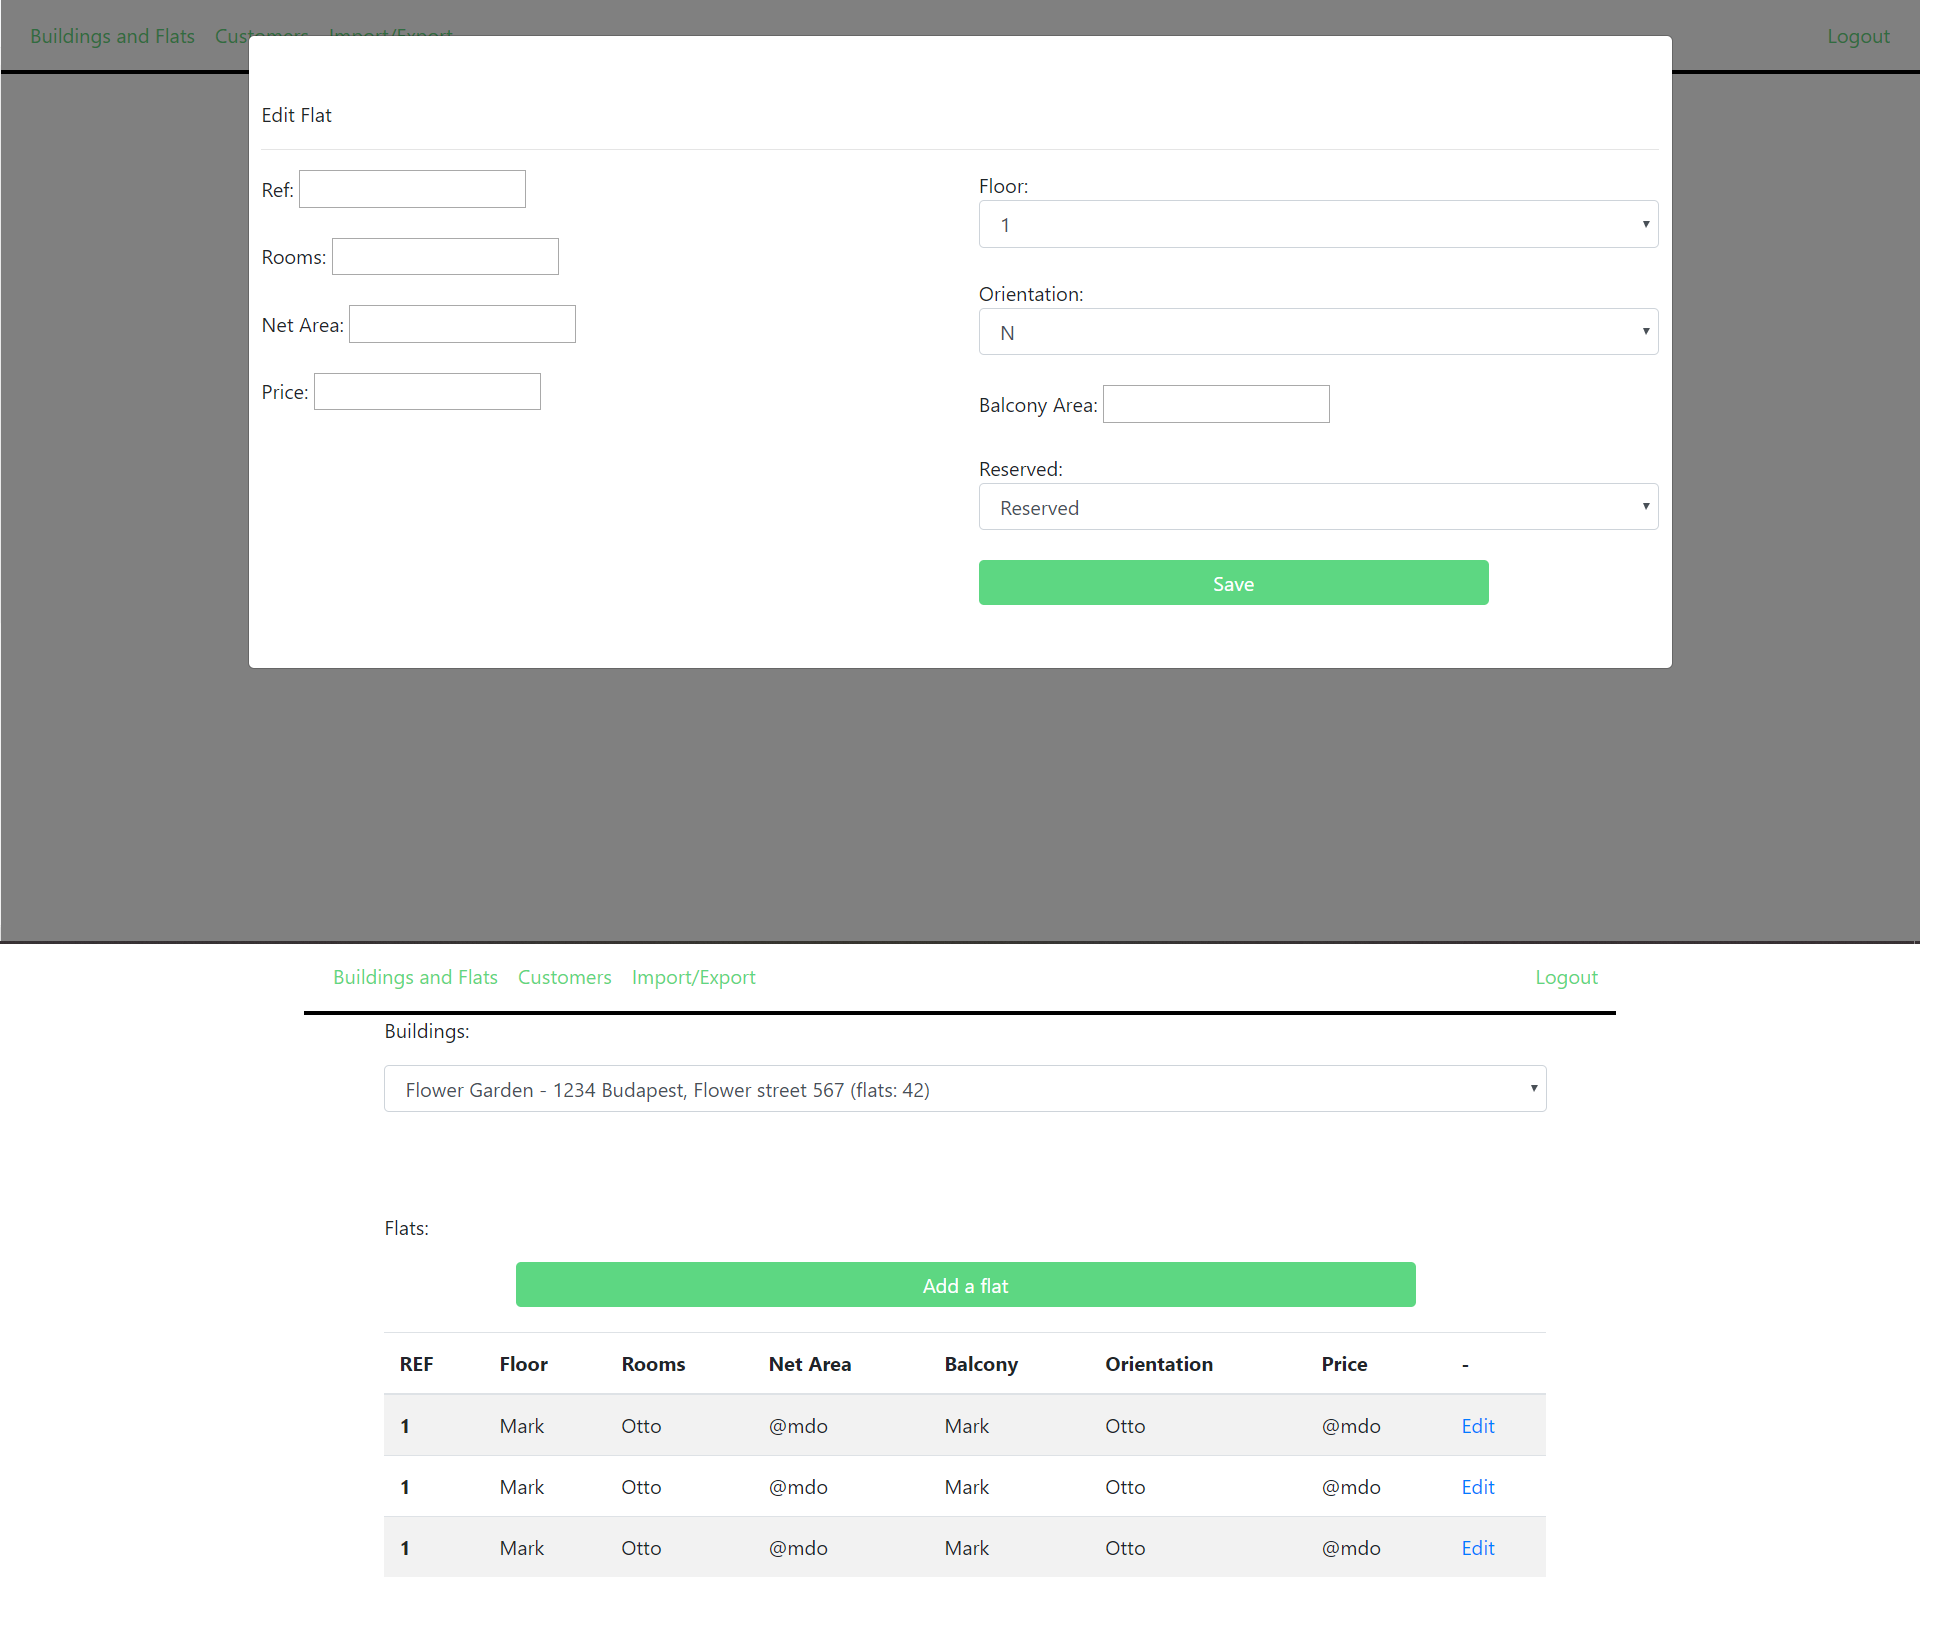 Buildings and Flats Customers Import/Export Logout
Edit Flat
Ref:
Rooms:
Net Area:
Price:
Floor:
1
Orientation:
N
Balcony Area:
Reserved:
Reserved
Save
Buildings and Flats Customers Import/Export Logout
Buildings:
Flower Garden - 1234 Budapest, Flower street 567 (flats: 42)
Flats:
Add a flat
REF Floor Rooms Net Area Balcony Orientation Price -
1 Mark Otto @mdo Mark Otto @mdo Edit
1 Mark Otto @mdo Mark Otto @mdo Edit
1 Mark Otto @mdo Mark Otto @mdo Edit